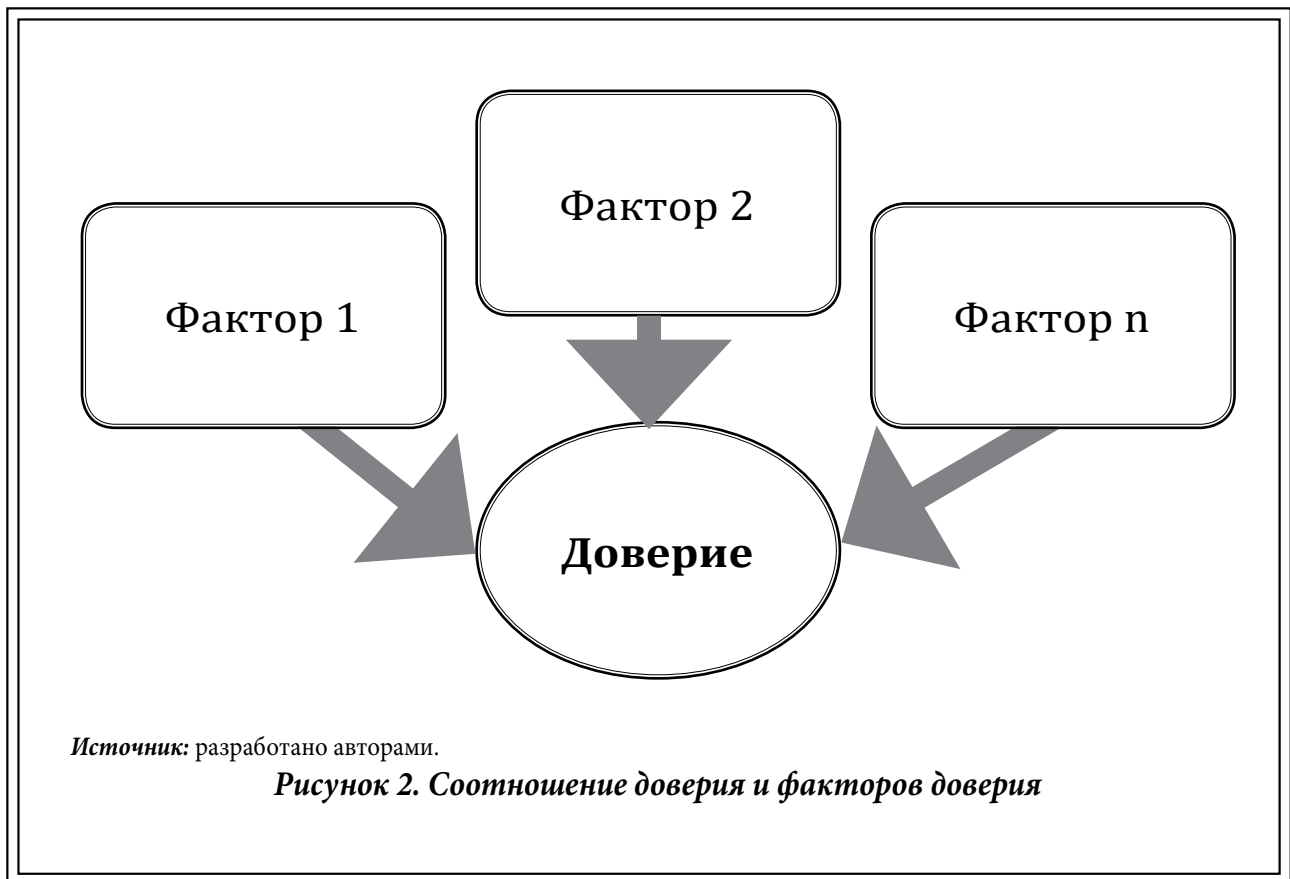 Фактор 1
Фактор 2
Фактор n
Доверие
Источник: разработано авторами.
Рисунок 2. Соотношение доверия и факторов доверия